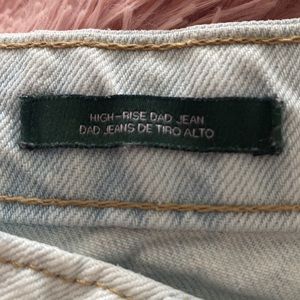 HIGH-RISE DAD JEAN
DAD JEANS DE TIRO ALTO